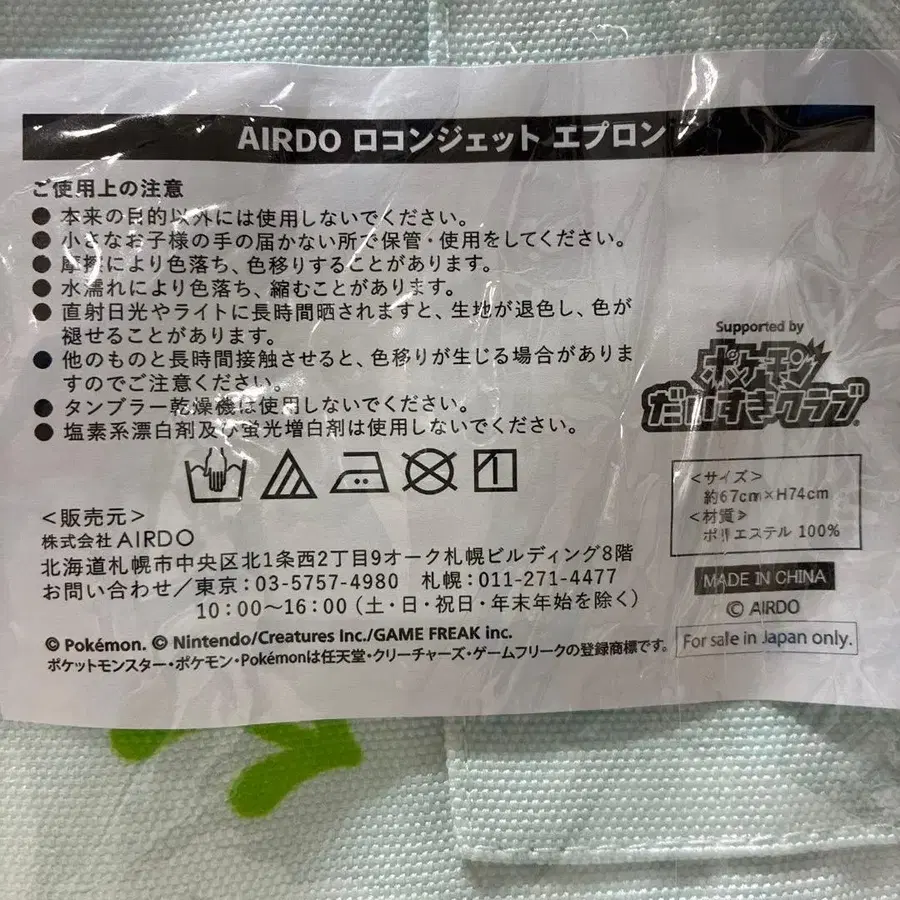 AIRDO ロコンジェット エプロン
ご使用上の注意
● 本来の目的以外には使用しないでください。
● 小さなお子様の手の届かない所で保管・使用をしてください。
● 摩擦により色落ち、色移りすることがあります。
● 水濡れにより色落ち、縮むことがあります。
● 直射日光やライトに長時間晒されますと、生地が退色し、色が
褪せることがあります。
● 他のものと長時間接触させると、色移りが生じる場合がありま
すのでご注意ください。
● タンブラー乾燥機は使用しないでください。
● 塩素系漂白剤及び蛍光増白剤は使用しないでください。
1
Supported by
ポケモン
だいすきクラブ
<サイズ>
約67cm×H74cm
<材質>
ポリエステル 100%
MADE IN CHINA
© AIRDO
For sale in Japan only.
<販売元>
株式会社AIRDO
北海道札幌市中央区北1条西2丁目9オーク札幌ビルディング8階
お問い合わせ/東京:03-5757-4980 札幌:011-271-4477
10:00~16:00(土・日・祝日・年末年始を除く)
© Pokémon. © Nintendo/Creatures Inc./GAME FREAK inc.
ポケットモンスター・ポケモン・Pokémonは任天堂・クリーチャーズ・ゲームフリークの登録商標です。